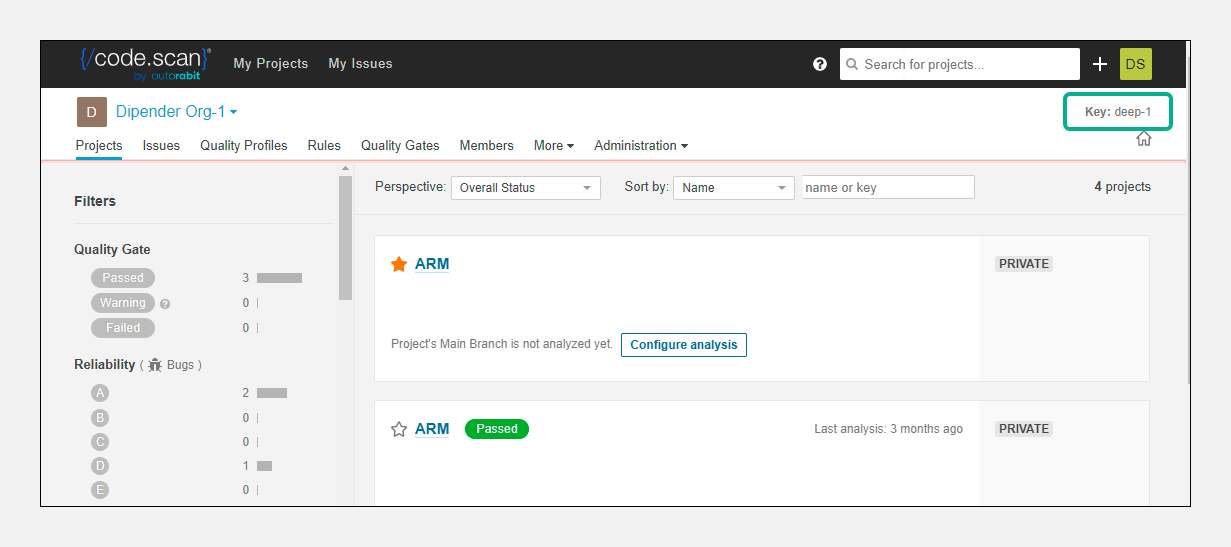 {/code.scan}® My Projects My Issues ? Search for projects... + DS
by autorabit
D Dipender Org-1 Key: deep-1
Projects Issues Quality Profiles Rules Quality Gates Members More Administration
Perspective: Overall Status Sort by: Name name or key 4 projects
Filters
Quality Gate
Passed 3
Warning ? 0
Failed 0
Reliability ( Bugs )
A 2
B 0
C 0
D 1
E 0
ARM PRIVATE
Project's Main Branch is not analyzed yet. Configure analysis
ARM Passed Last analysis: 3 months ago PRIVATE